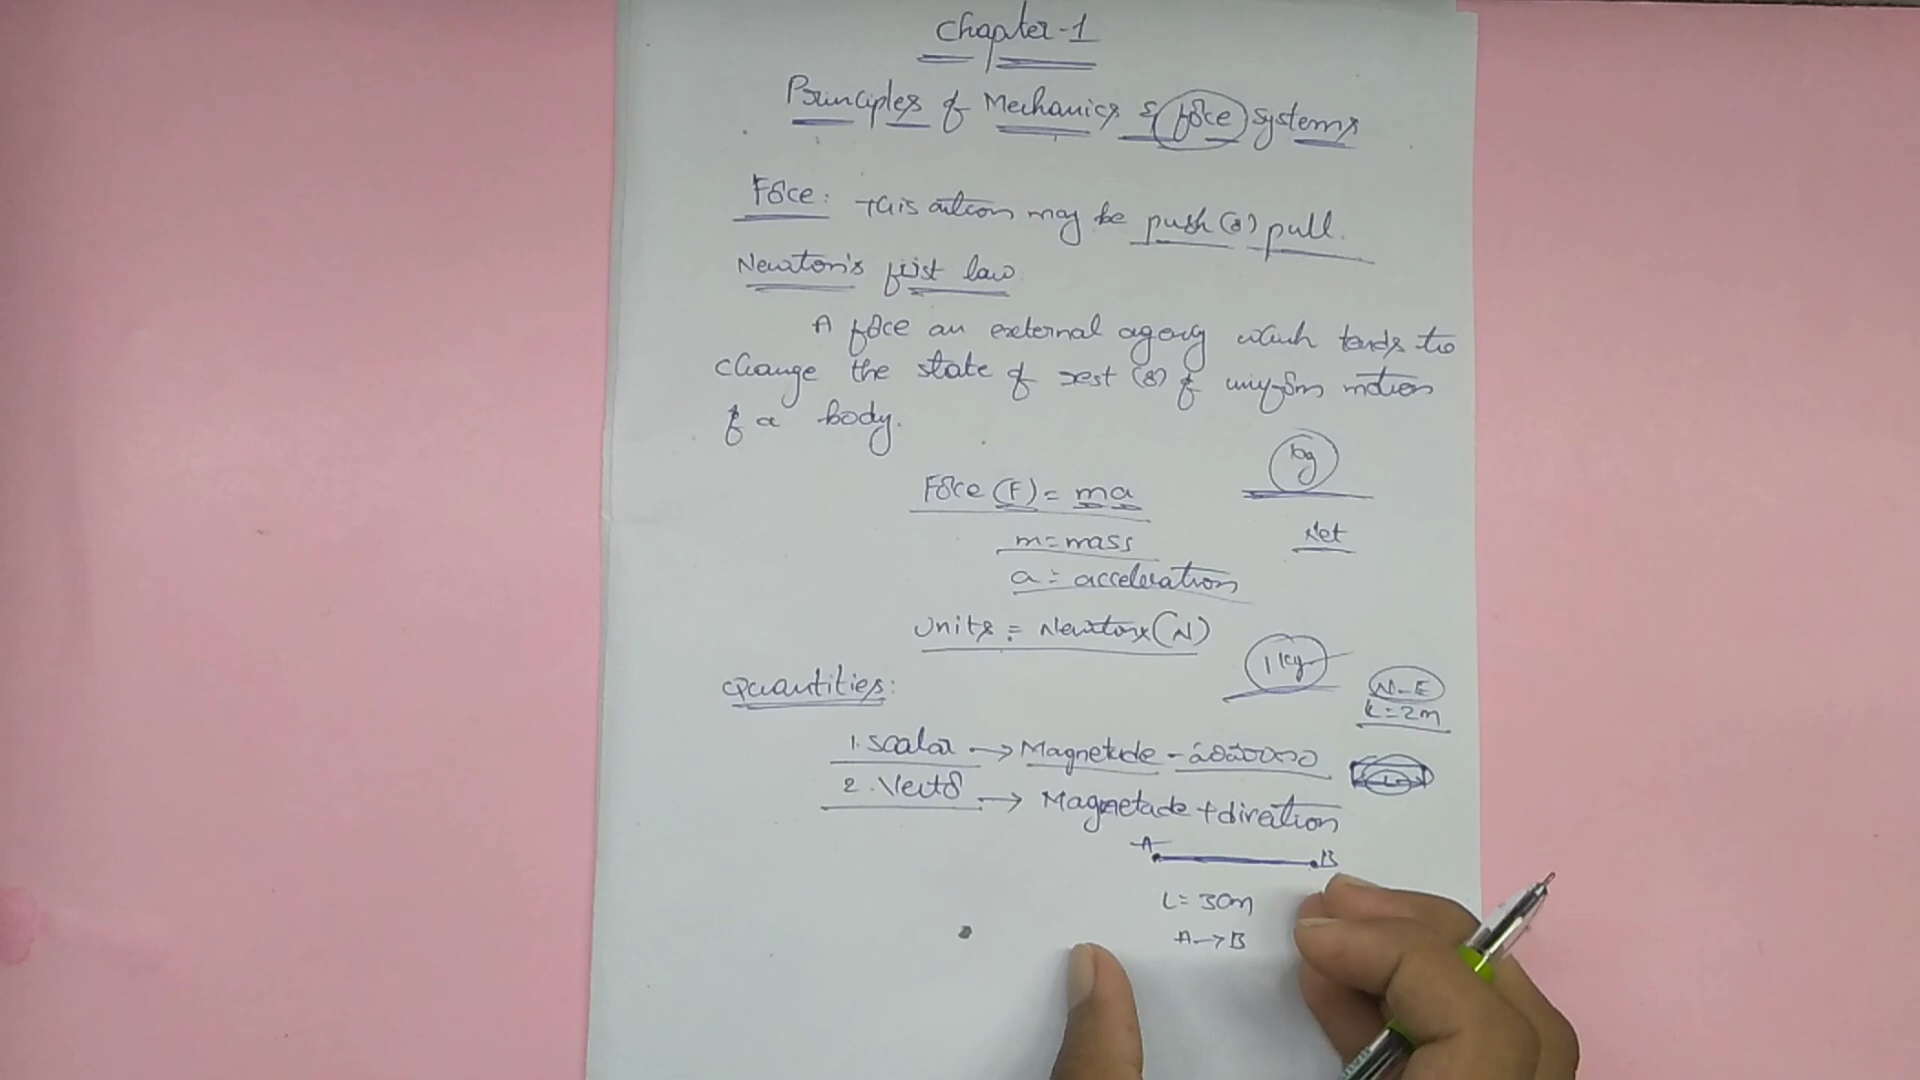 Chapter-1
Principles of Mechanics & force systems
Force: This action may be push (or) pull.
Newton's first law
A force an external agency which tends to
change the state of rest (or) of uniform motion
of a body.
kg
Force (F) = ma
Net
m = mass
a = acceleration
Units = Newtons (N)
1 kg
Quantities:
N-E
L=2m
1. Scalar → Magnetude -
2. Vector → Magnetude + direction
A B
L = 30m
A → B